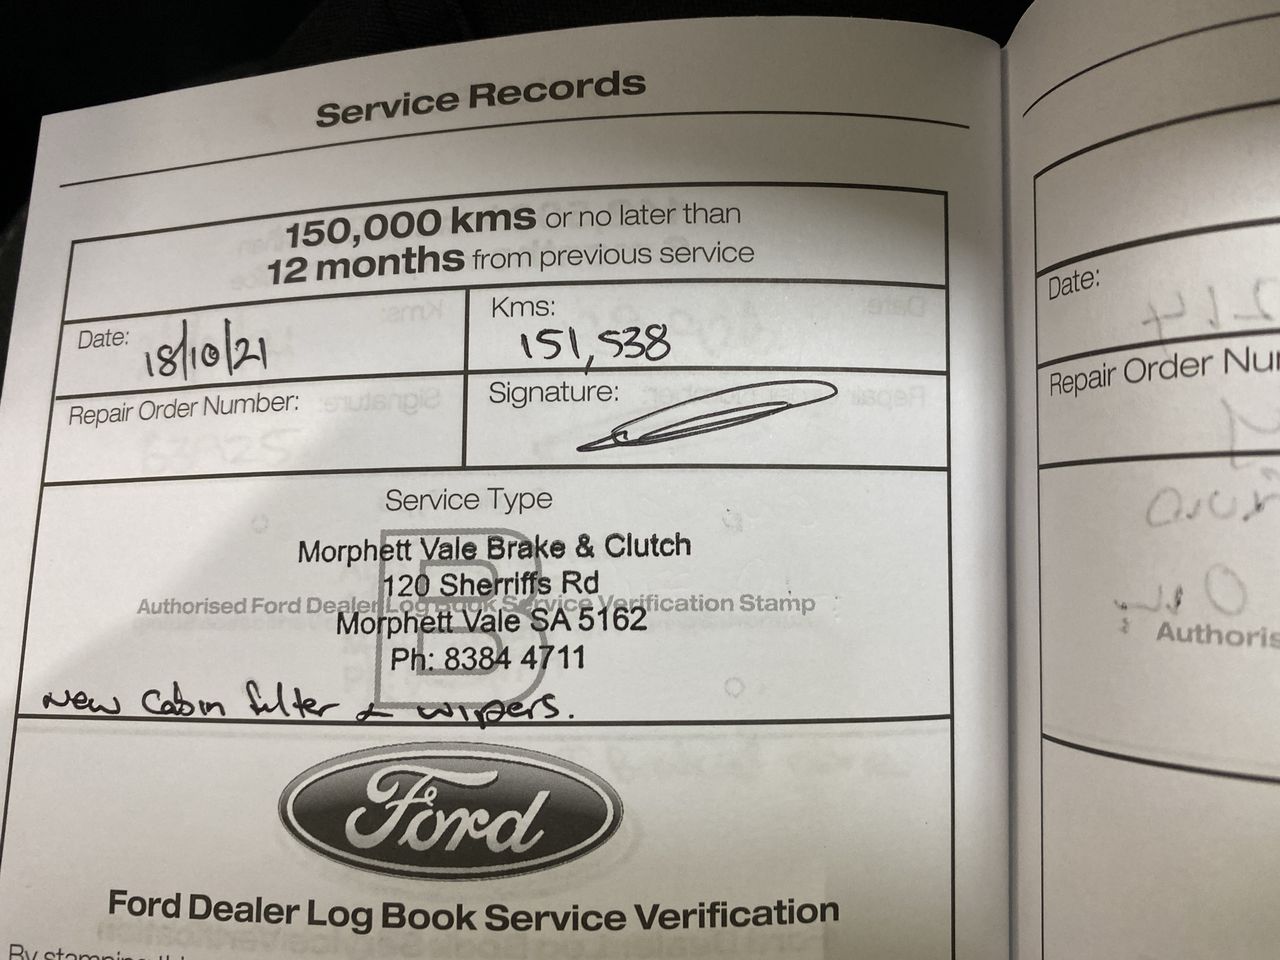 Service Records
150,000 kms or no later than
12 months from previous service
Date: 18/10/21
Kms: 151,538
Repair Order Number:
Signature:
Service Type
B
Morphett Vale Brake & Clutch
120 Sherriffs Rd
Authorised Ford Dealer Log Book Service Verification Stamp
Morphett Vale SA 5162
Ph: 8384 4711
New Cabin filter & wipers.
Ford
Ford Dealer Log Book Service Verification
By stamping
Date:
Repair Order Nu
Authoris